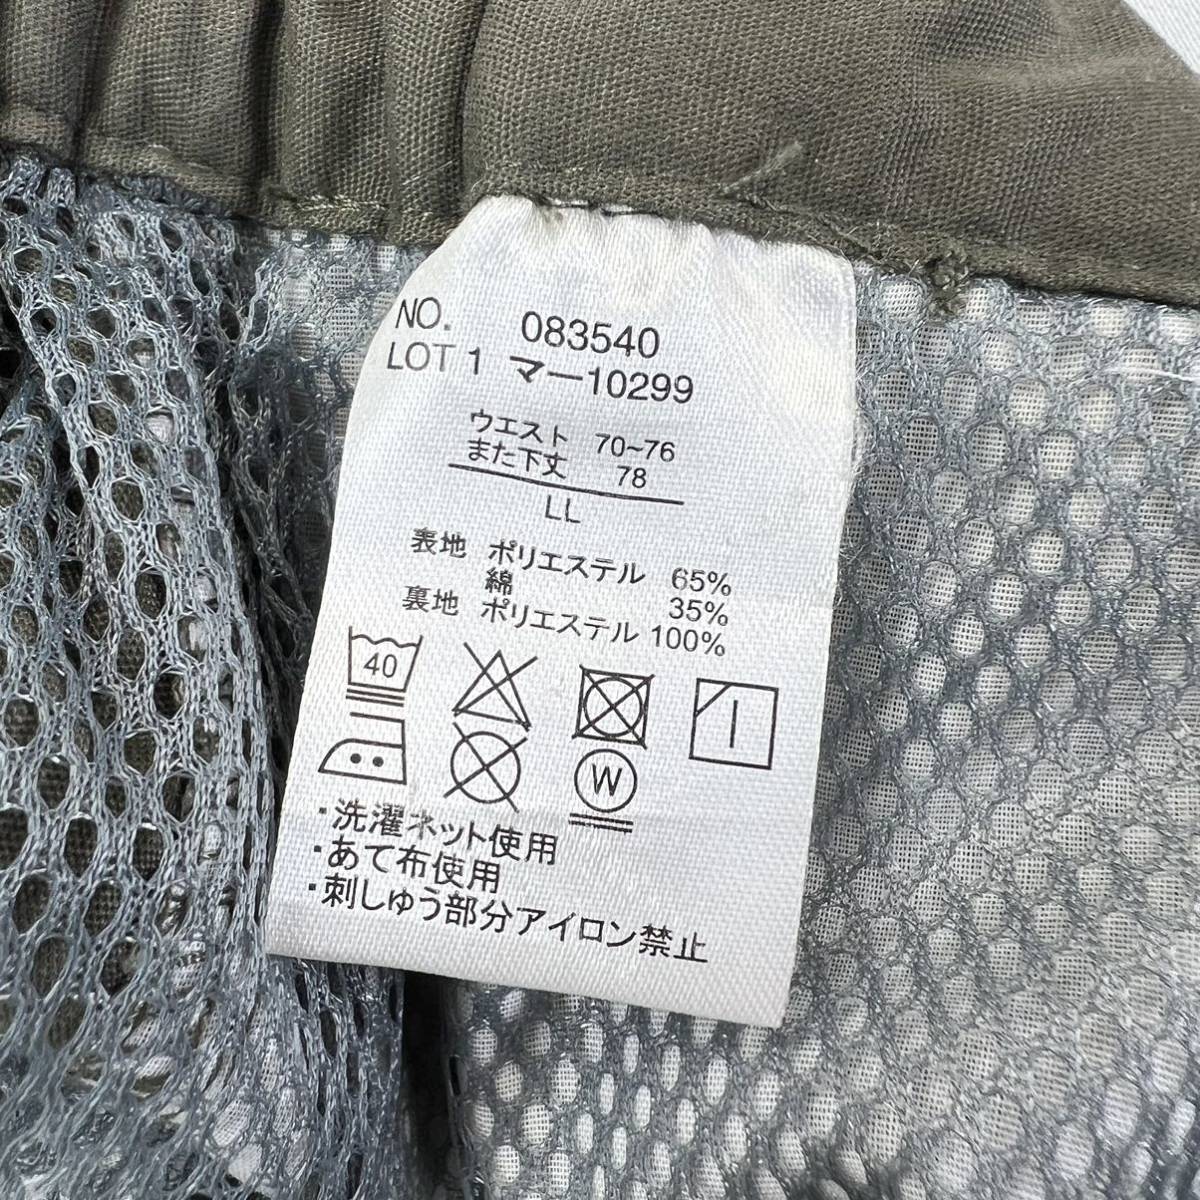 NO. 083540
LOT 1 マー10299
ウエスト 70~76
また下丈 78
LL
表地 ポリエステル 65%
綿 35%
裏地 ポリエステル 100%
40
W
・洗濯ネット使用
・あて布使用
・刺しゅう部分アイロン禁止